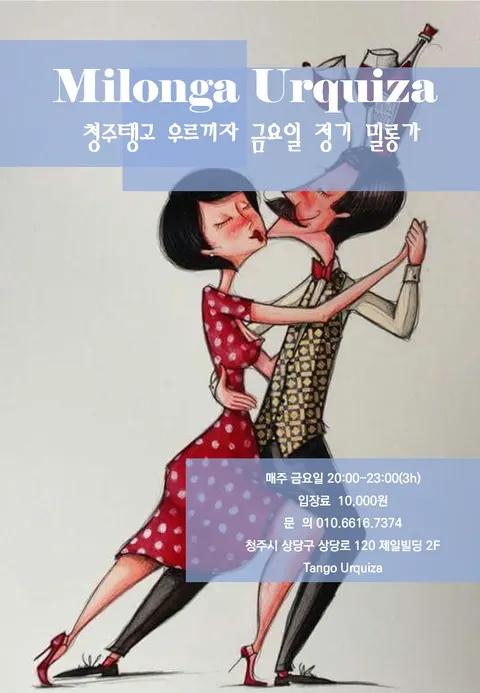 Milonga Urquiza
청주탱고 우르끼자 금요일 정기 밀롱가
매주 금요일 20:00-23:00(3h)
입장료 10,000원
문 의 010.6616.7374
청주시 상당구 상당로 120 제일빌딩 2F
Tango Urquiza